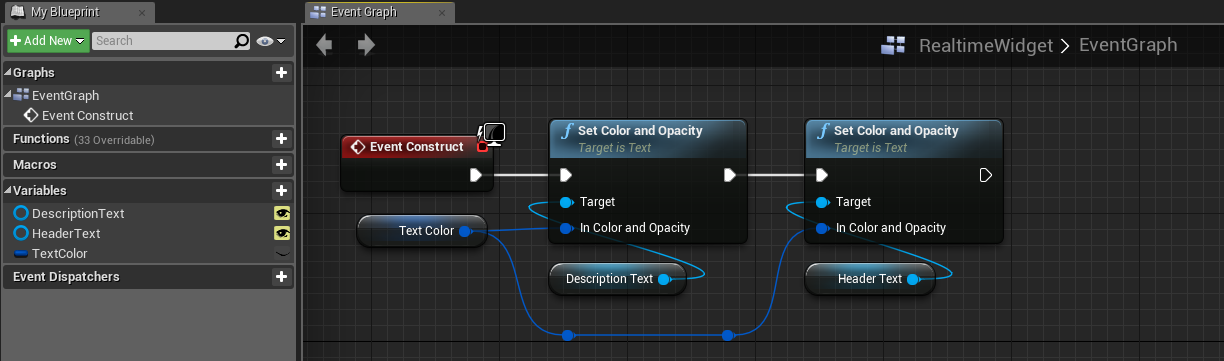 My Blueprint
Add New
Search
Graphs
EventGraph
Event Construct
Functions (33 Overridable)
Macros
Variables
DescriptionText
HeaderText
TextColor
Event Dispatchers
Event Graph
RealtimeWidget > EventGraph
Event Construct
Text Color
Set Color and Opacity
Target is Text
Target
In Color and Opacity
Description Text
Set Color and Opacity
Target is Text
Target
In Color and Opacity
Header Text